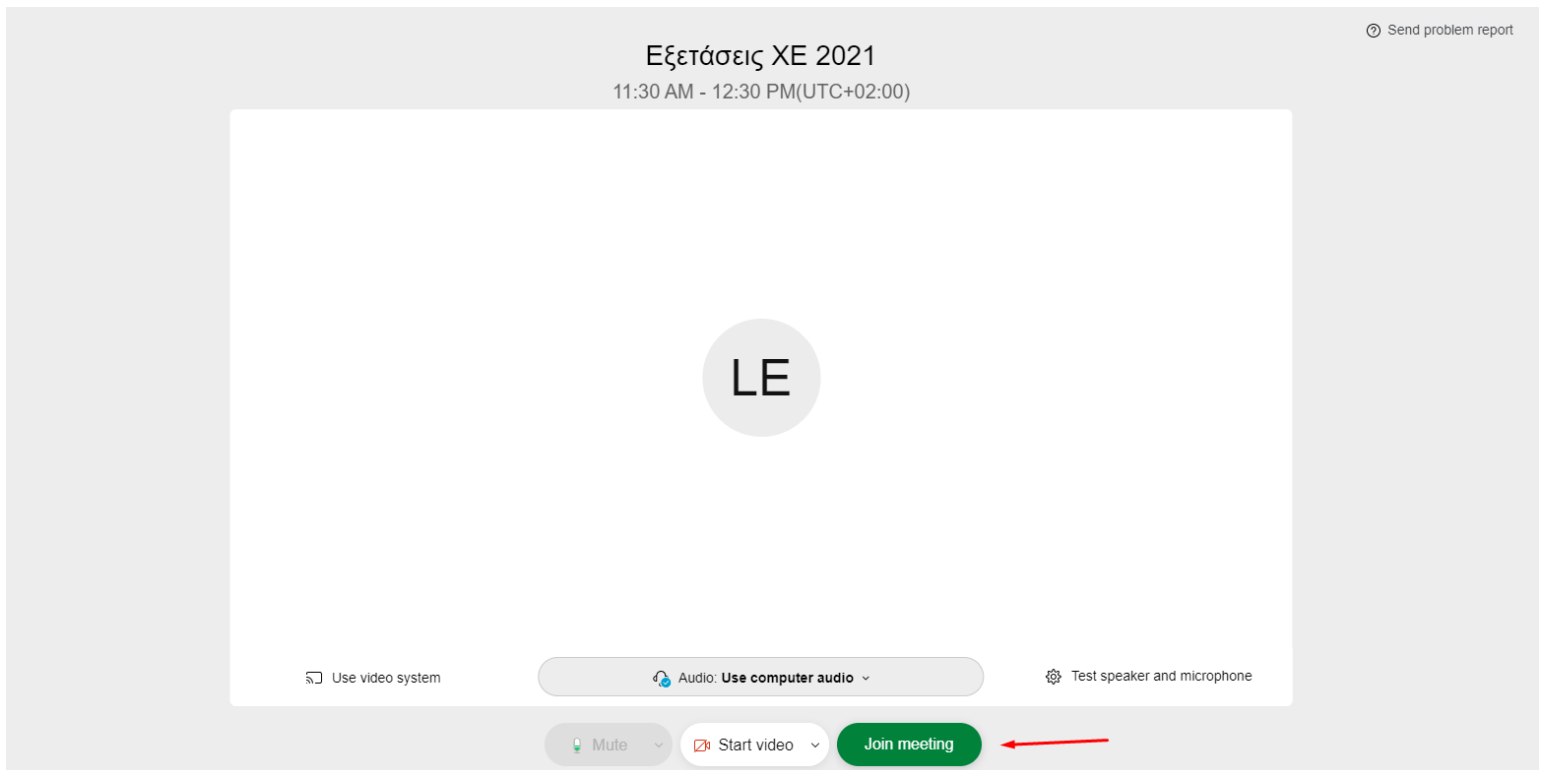 Send problem report
Εξετάσεις ΧΕ 2021
11:30 AM - 12:30 PM(UTC+02:00)
LE
Use video system
Audio: Use computer audio
Test speaker and microphone
Mute
Start video
Join meeting